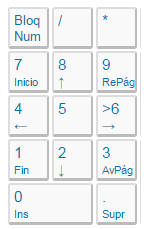 Bloq / *
Num
7 8 9
Inicio ↑ RePág
4 5 >6
← →
1 2 3
Fin ↓ AvPág
0 .
Ins Supr